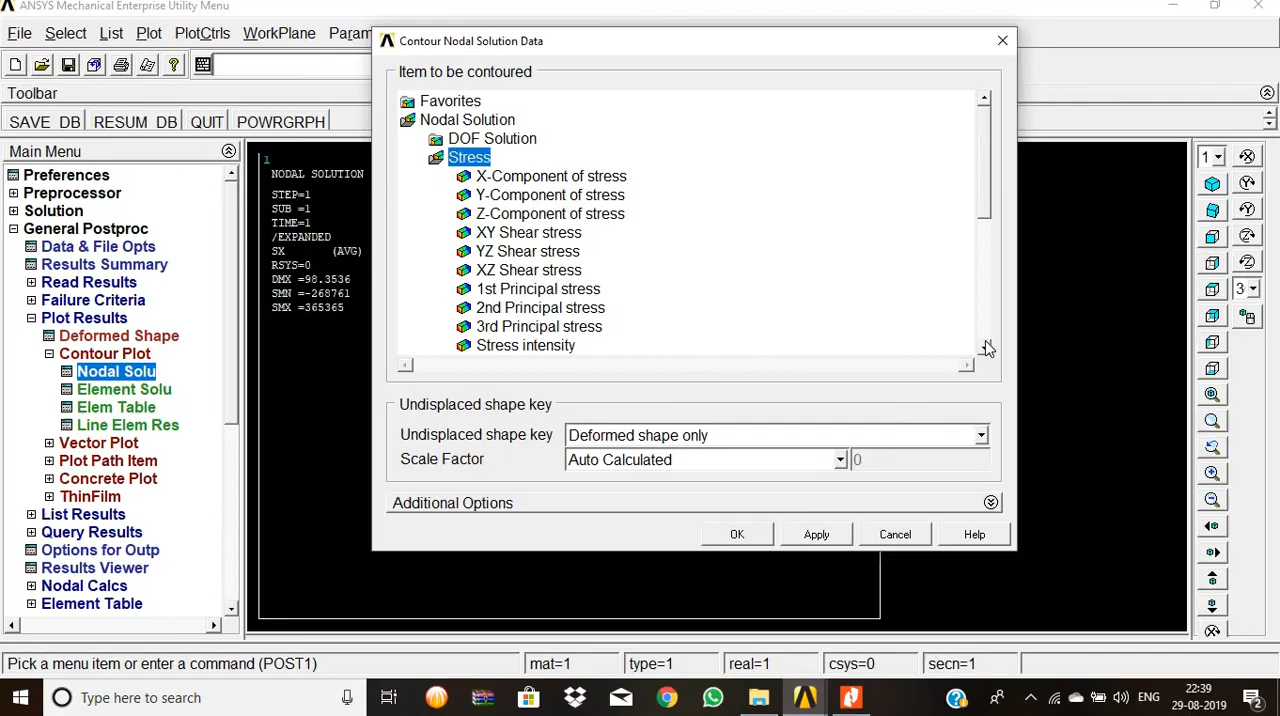 ANSYS Mechanical Enterprise Utility Menu
File Select List Plot PlotCtrls WorkPlane Param
Contour Nodal Solution Data
Toolbar
SAVE_DB RESUM_DB QUIT POWRGRPH
Main Menu
Preferences
Preprocessor
Solution
General Postproc
Data & File Opts
Results Summary
Read Results
Failure Criteria
Plot Results
Deformed Shape
Contour Plot
Nodal Solu
Element Solu
Elem Table
Line Elem Res
Vector Plot
Plot Path Item
Concrete Plot
ThinFilm
List Results
Query Results
Options for Outp
Results Viewer
Nodal Calcs
Element Table
1
NODAL SOLUTION
STEP=1
SUB =1
TIME=1
/EXPANDED
SX (AVG)
RSYS=0
DMX =98.3536
SMN =-268761
SMX =365365
Item to be contoured
Favorites
Nodal Solution
DOF Solution
Stress
X-Component of stress
Y-Component of stress
Z-Component of stress
XY Shear stress
YZ Shear stress
XZ Shear stress
1st Principal stress
2nd Principal stress
3rd Principal stress
Stress intensity
Undisplaced shape key
Undisplaced shape key Deformed shape only
Scale Factor Auto Calculated 0
Additional Options
OK Apply Cancel Help
1
3
Pick a menu item or enter a command (POST1) mat=1 type=1 real=1 csys=0 secn=1
Type here to search
ENG
22:39
29-08-2019
2